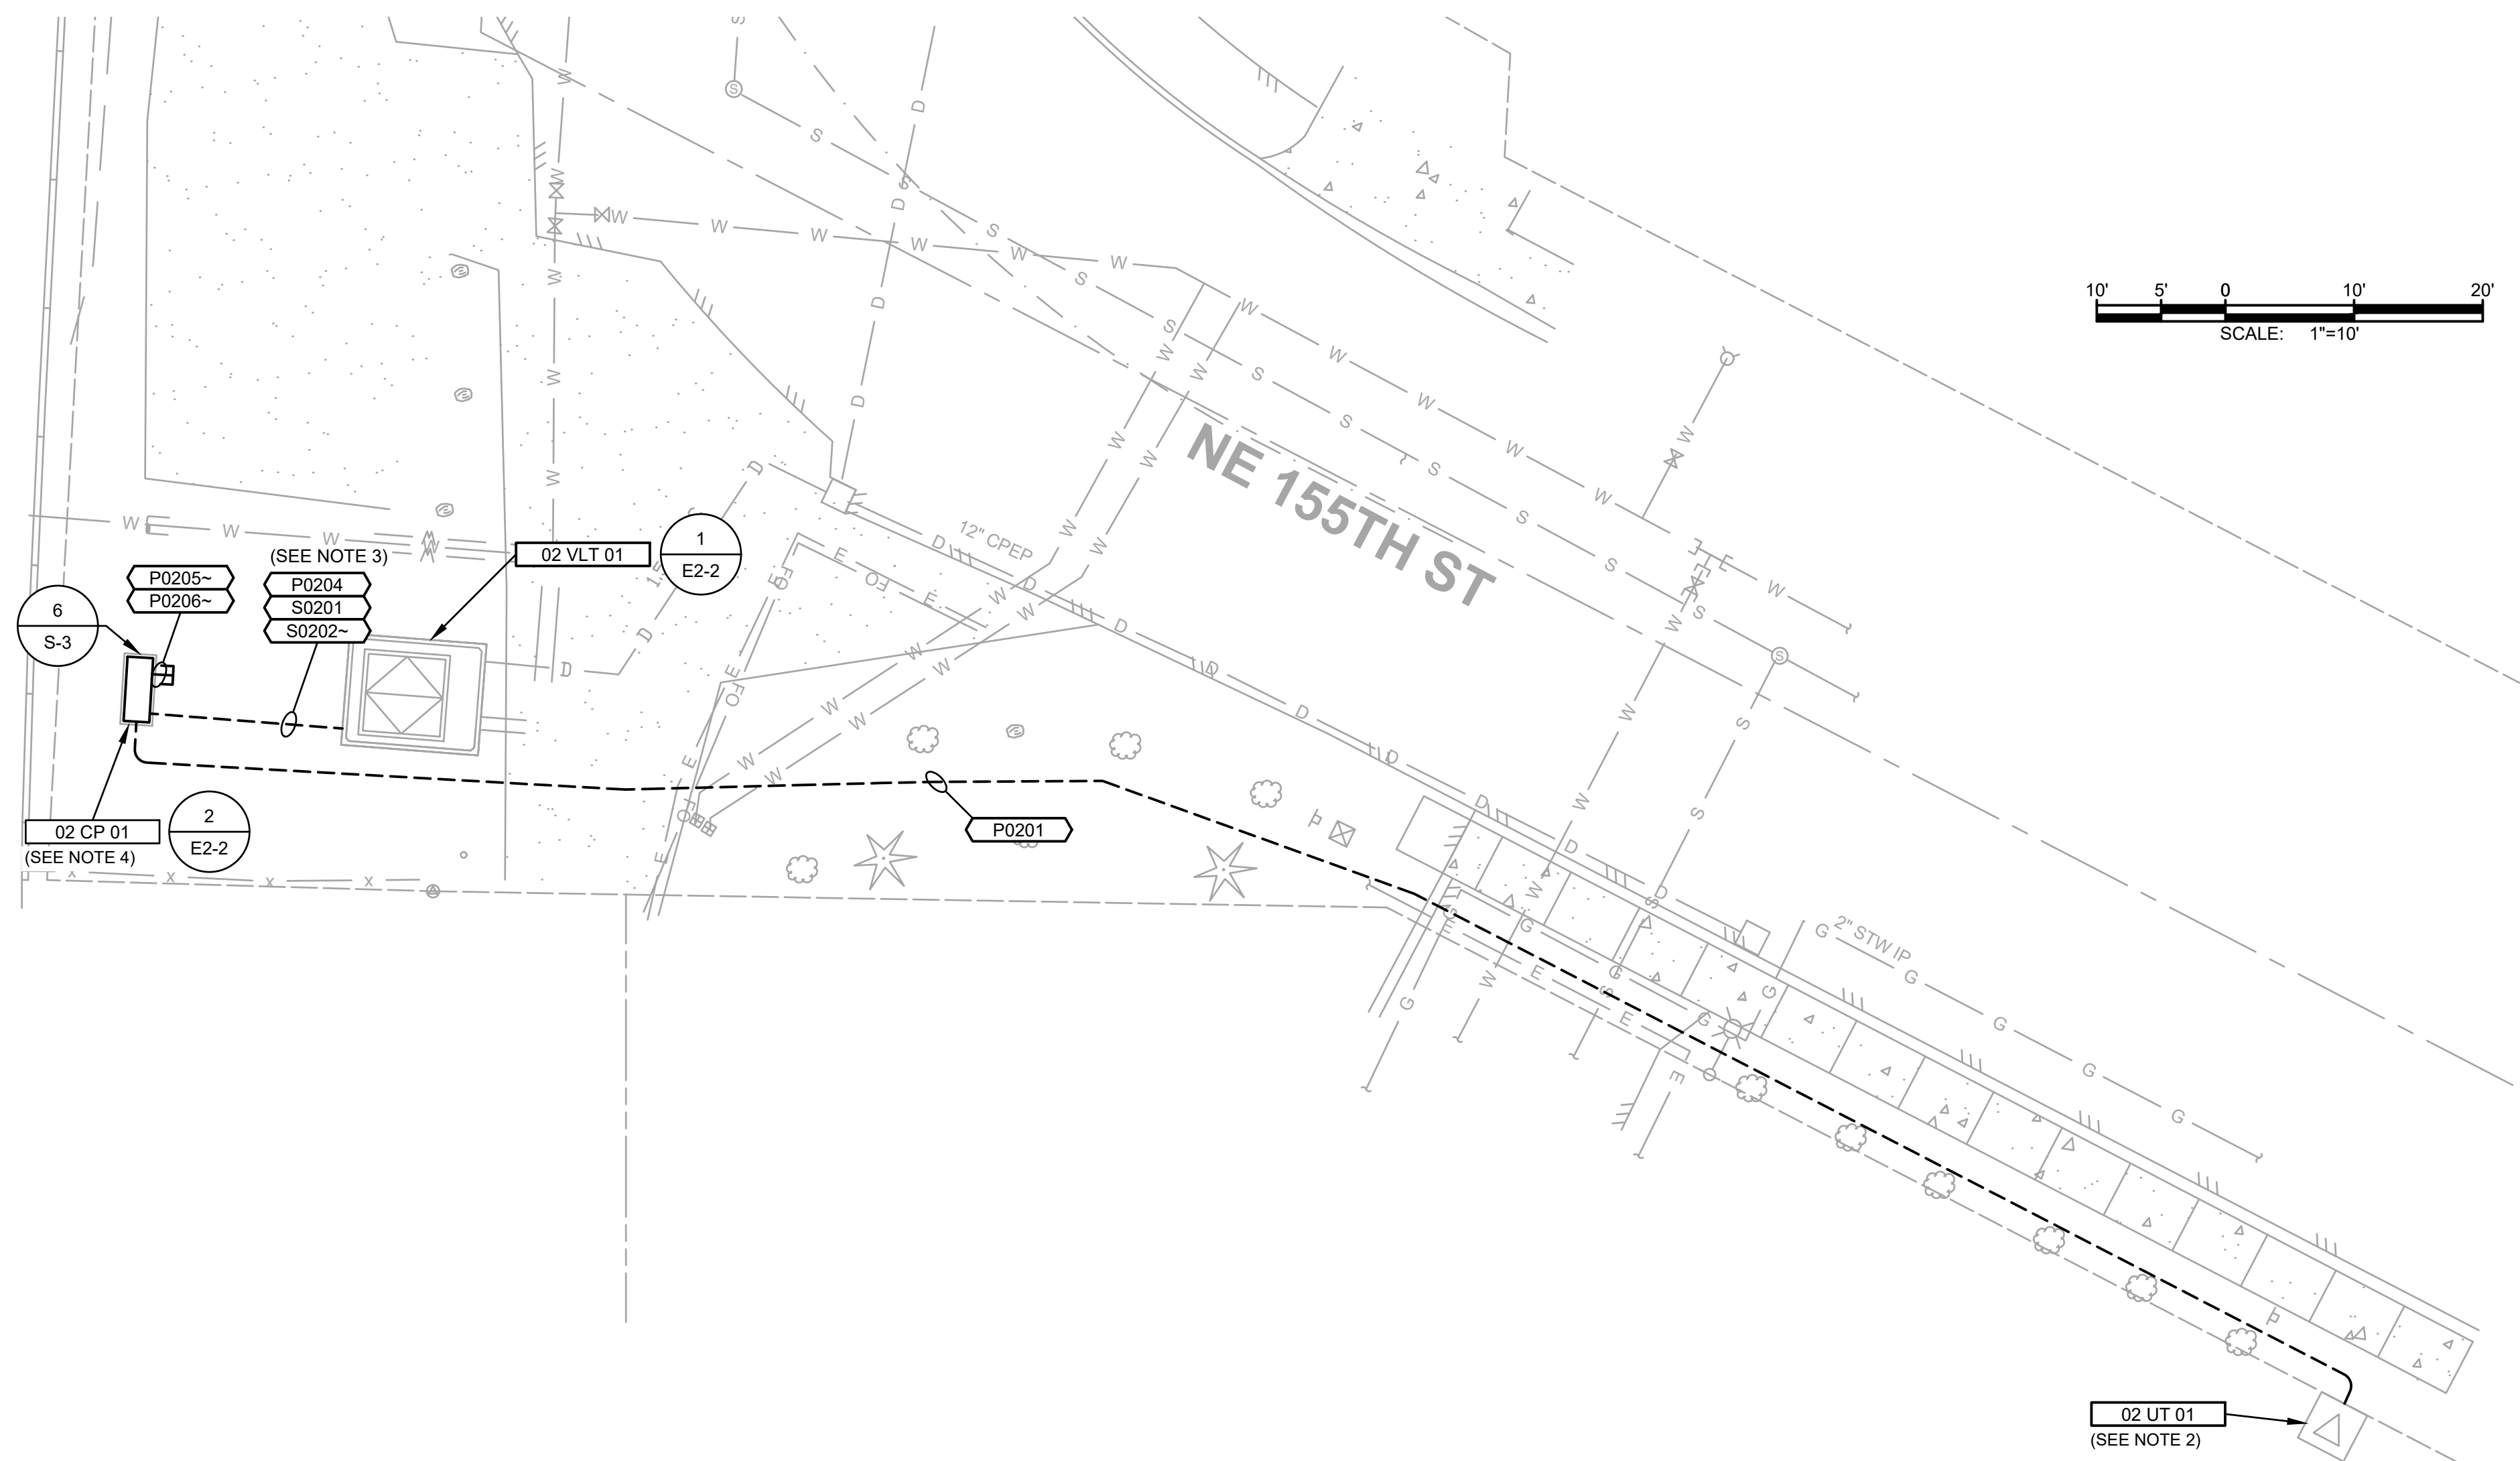 10' 5' 0 10' 20'
SCALE: 1"=10'
NE 155TH ST
12" CPEP
(SEE NOTE 3)
P0205~
P0206~
P0204
S0201
S0202~
02 VLT 01
1
E2-2
6
S-3
02 CP 01
(SEE NOTE 4)
2
E2-2
P0201
2" STW IP
02 UT 01
(SEE NOTE 2)